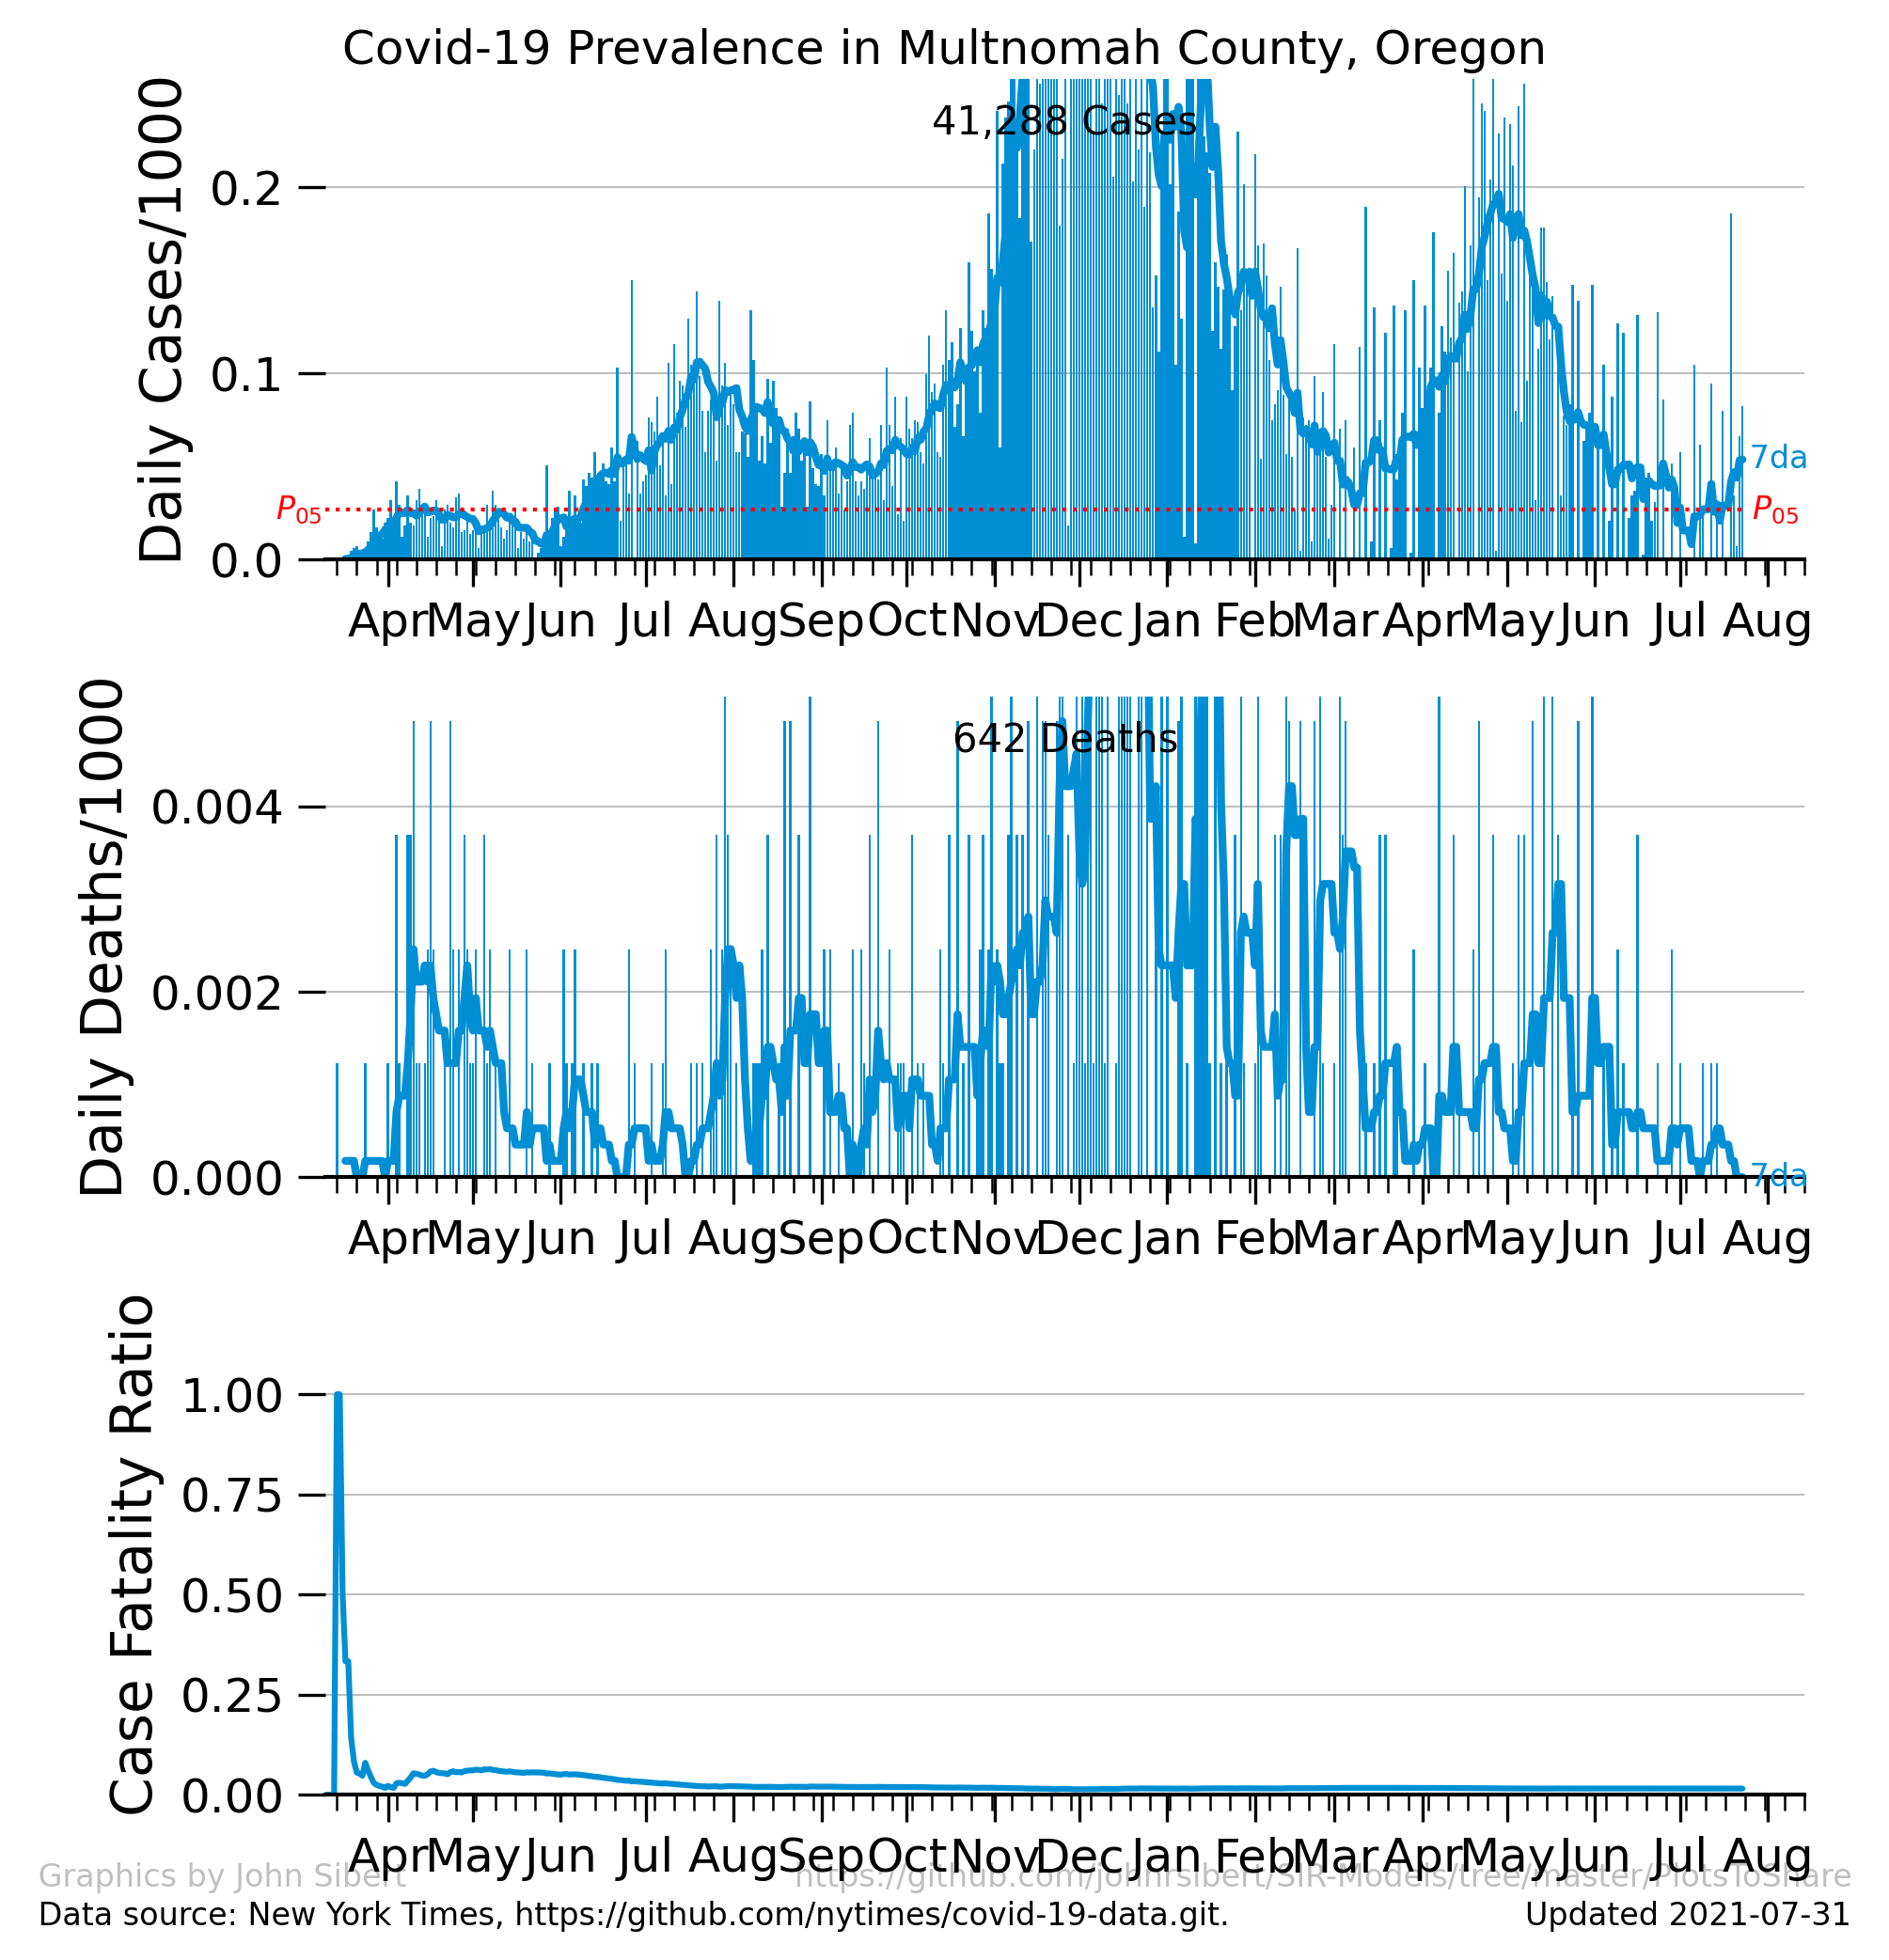 Covid-19 Prevalence in Multnomah County, Oregon
Daily Cases/1000
41,288 Cases
0.2
0.1
0.0
P05
7da
P05
Apr May Jun Jul Aug Sep Oct Nov Dec Jan Feb Mar Apr May Jun Jul Aug
Daily Deaths/1000
642 Deaths
0.004
0.002
0.000
7da
Apr May Jun Jul Aug Sep Oct Nov Dec Jan Feb Mar Apr May Jun Jul Aug
Case Fatality Ratio
1.00
0.75
0.50
0.25
0.00
Apr May Jun Jul Aug Sep Oct Nov Dec Jan Feb Mar Apr May Jun Jul Aug
Graphics by John Sibert
https://github.com/johnrsibert/SIR-Models/tree/master/PlotsToShare
Data source: New York Times, https://github.com/nytimes/covid-19-data.git.
Updated 2021-07-31